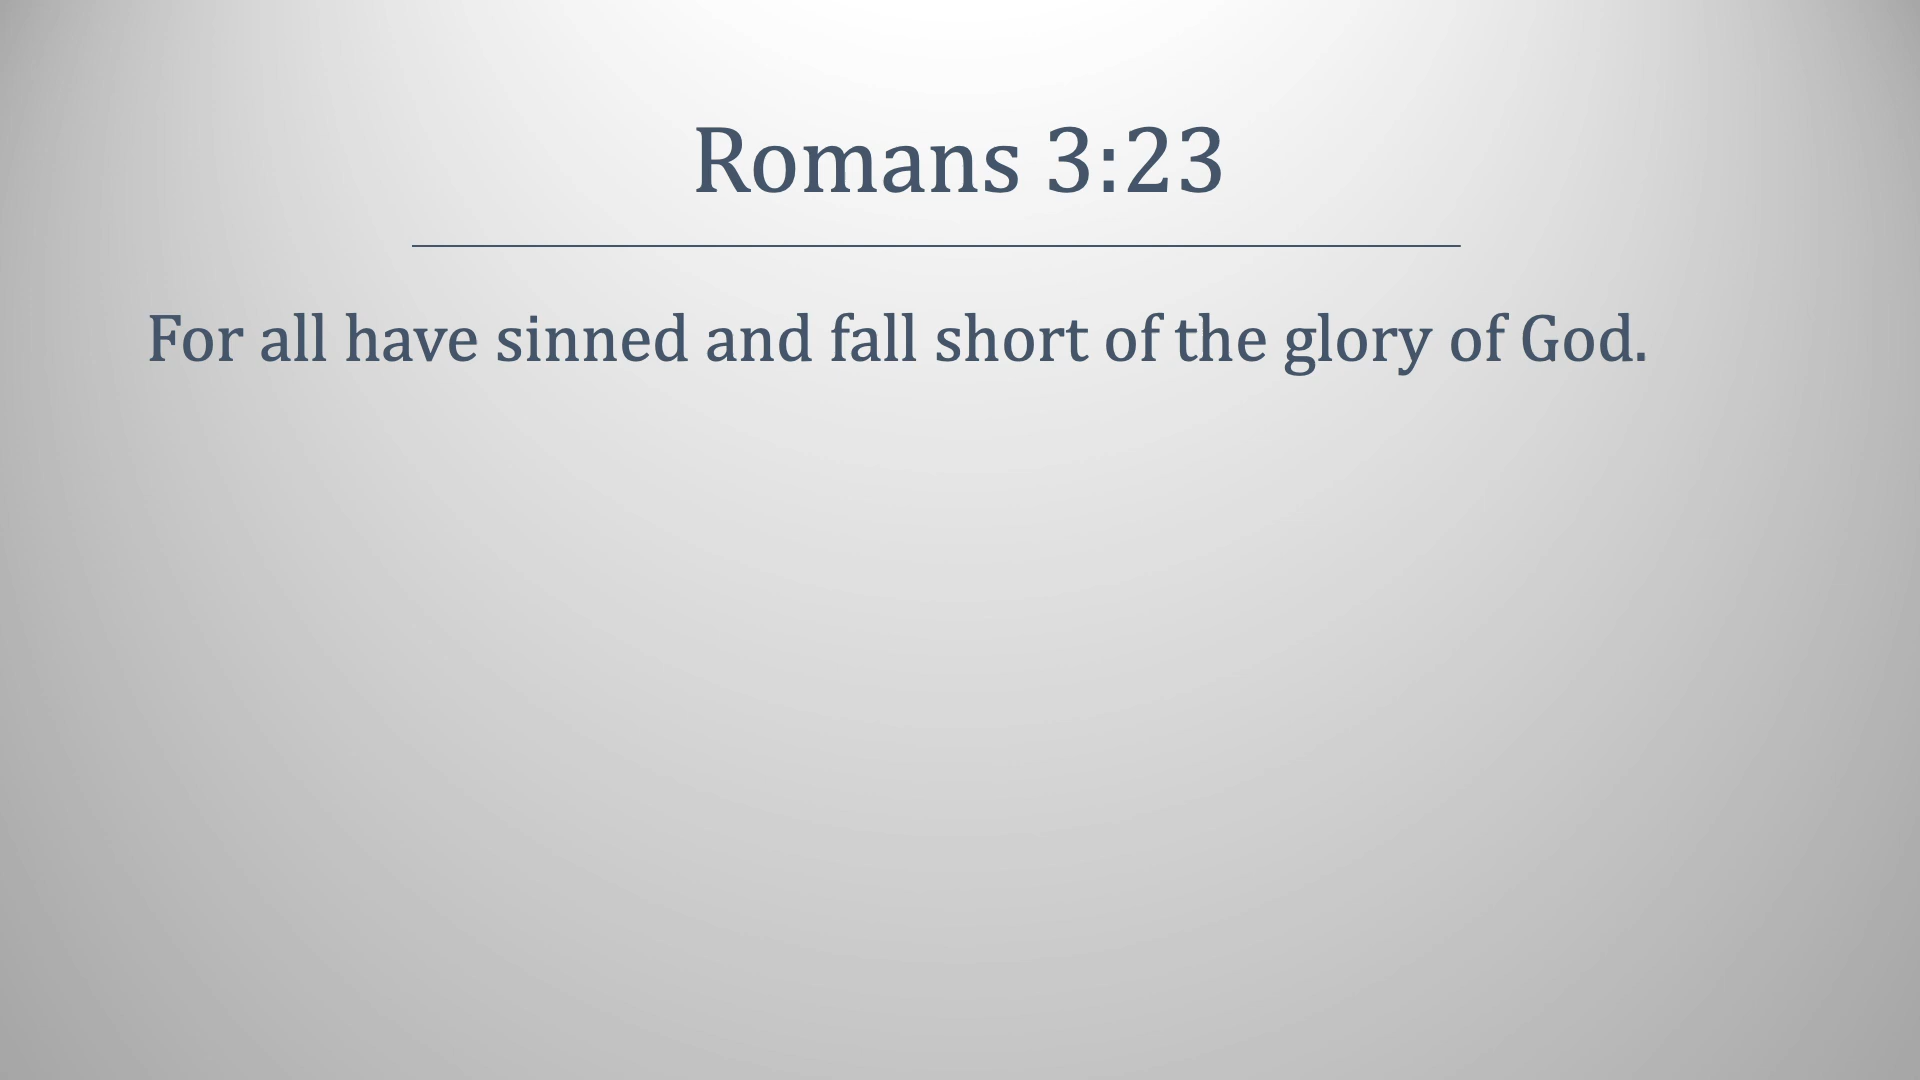 Romans 3:23
For all have sinned and fall short of the glory of God.